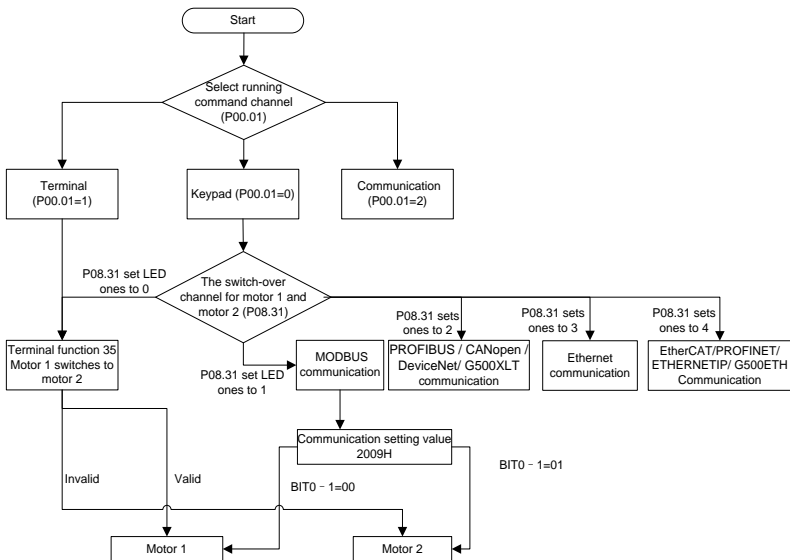 Start
Select running
command channel
(P00.01)
Terminal
(P00.01=1)
Keypad (P00.01=0)
Communication
(P00.01=2)
P08.31 set LED
ones to 0
The switch-over
channel for motor 1 and
motor 2 (P08.31)
P08.31 sets
ones to 2
P08.31 sets
ones to 3
P08.31 sets
ones to 4
Terminal function 35
Motor 1 switches to
motor 2
P08.31 set LED
ones to 1
MODBUS
communication
PROFIBUS / CANopen /
DeviceNet/ G500XLT
communication
Ethernet
communication
EtherCAT/PROFINET/
ETHERNETIP/ G500ETH
Communication
Communication setting value
2009H
Invalid
Valid
BIT0﹣1=00
BIT0﹣1=01
Motor 1
Motor 2